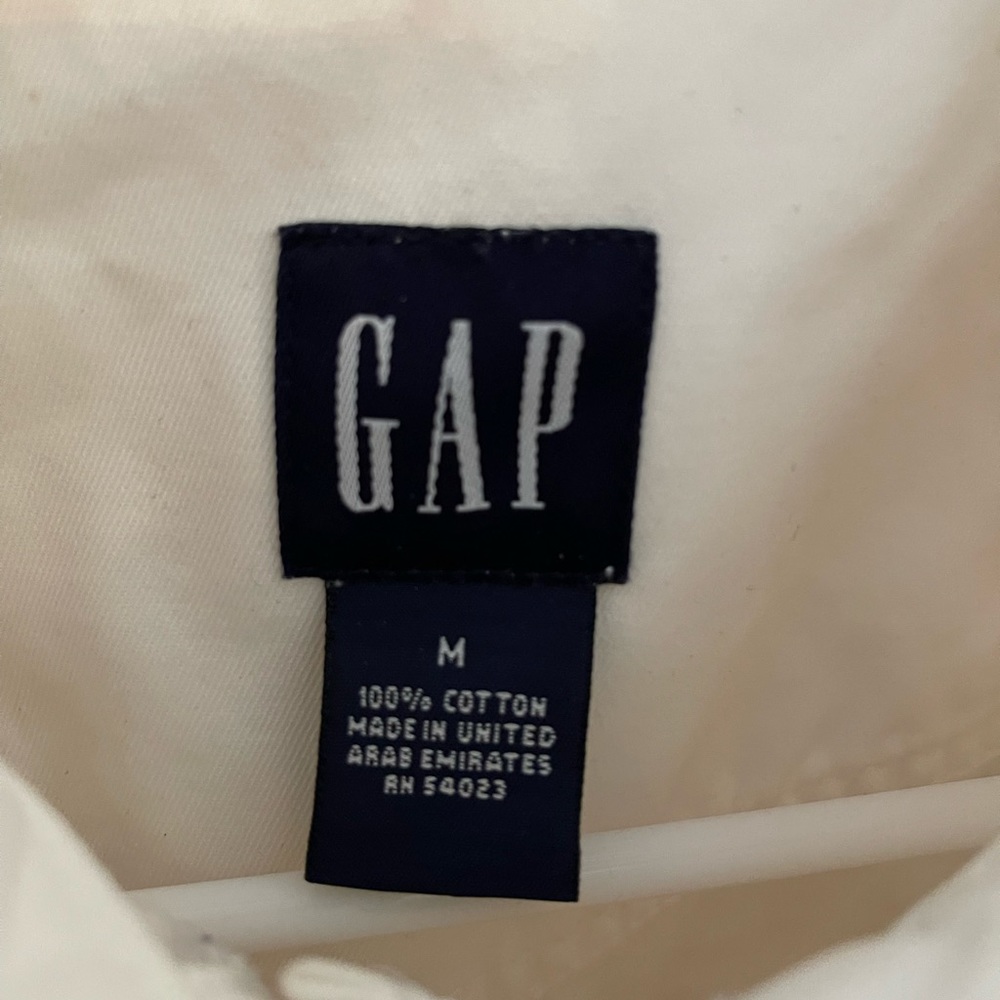 GAP
M
100% COTTON
MADE IN UNITED
ARAB EMIRATES
RN 54023